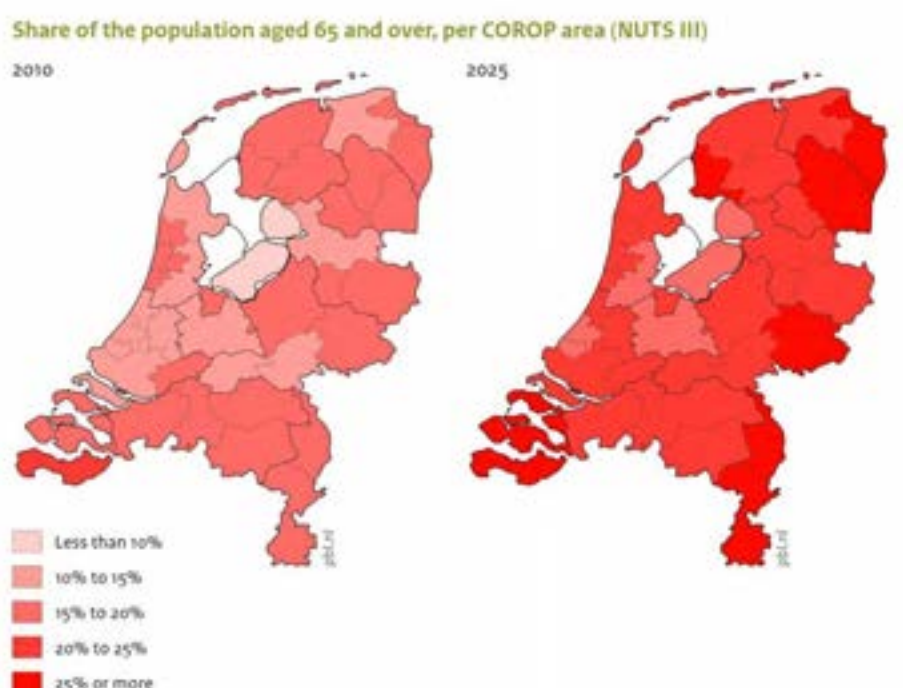 Share of the population aged 65 and over, per COROP area (NUTS III)
2010
2025
Less than 10%
10% to 15%
15% to 20%
20% to 25%
25% or more
pbl.nl
pbl.nl